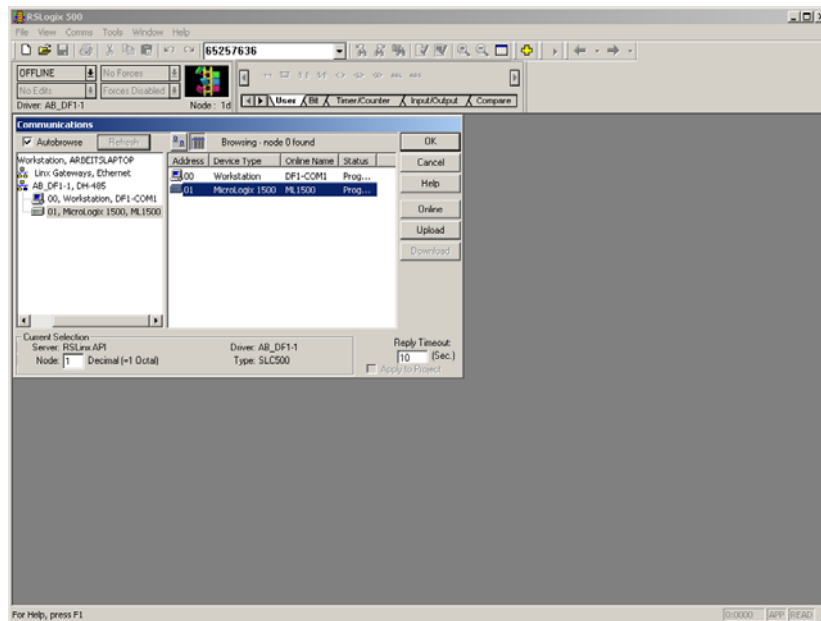 RSLogix 500
File View Comms Tools Window Help
65257636
OFFLINE No Forces
No Edits Forces Disabled
Driver: AB_DF1-1 Node : 1d
User Bit Timer/Counter Input/Output Compare
Communications
Autobrowse Refresh Browsing - node 0 found OK
Workstation, ARBEITSLAPTOP Address Device Type Online Name Status Cancel
Linx Gateways, Ethernet 00 Workstation DF1-COM1 Prog...
AB_DF1-1, DH-485 01 MicroLogix 1500 ML1500 Prog... Help
00, Workstation, DF1-COM1
01, MicroLogix 1500, ML1500 Online
Upload
Download
Current Selection
Server: RSLinx API Driver: AB_DF1-1 Reply Timeout:
Node: 1 Decimal (=1 Octal) Type: SLC500 10 (Sec.)
Apply to Project
For Help, press F1 0:0000 APP READ